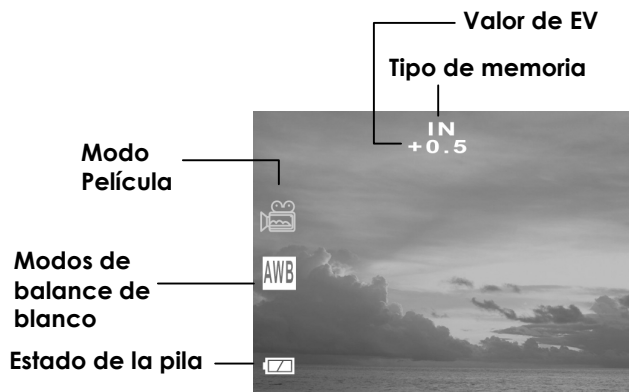 Valor de EV
Tipo de memoria
IN
+0.5
Modo
Película
AWB
Modos de
balance de
blanco
Estado de la pila